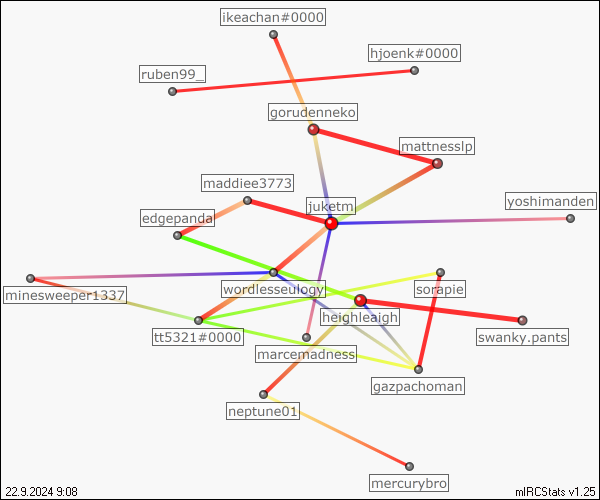 ikeachan#0000
hjoenk#0000
ruben99_
gorudenneko
mattnesslp
maddiee3773
yoshimanden
juketm
edgepanda
wordlesseulogy
sorapie
minesweeper1337
heighleaigh
tt5321#0000
swanky.pants
marcemadness
gazpachoman
neptune01
mercurybro
22.9.2024 9:08
mIRCStats v1.25